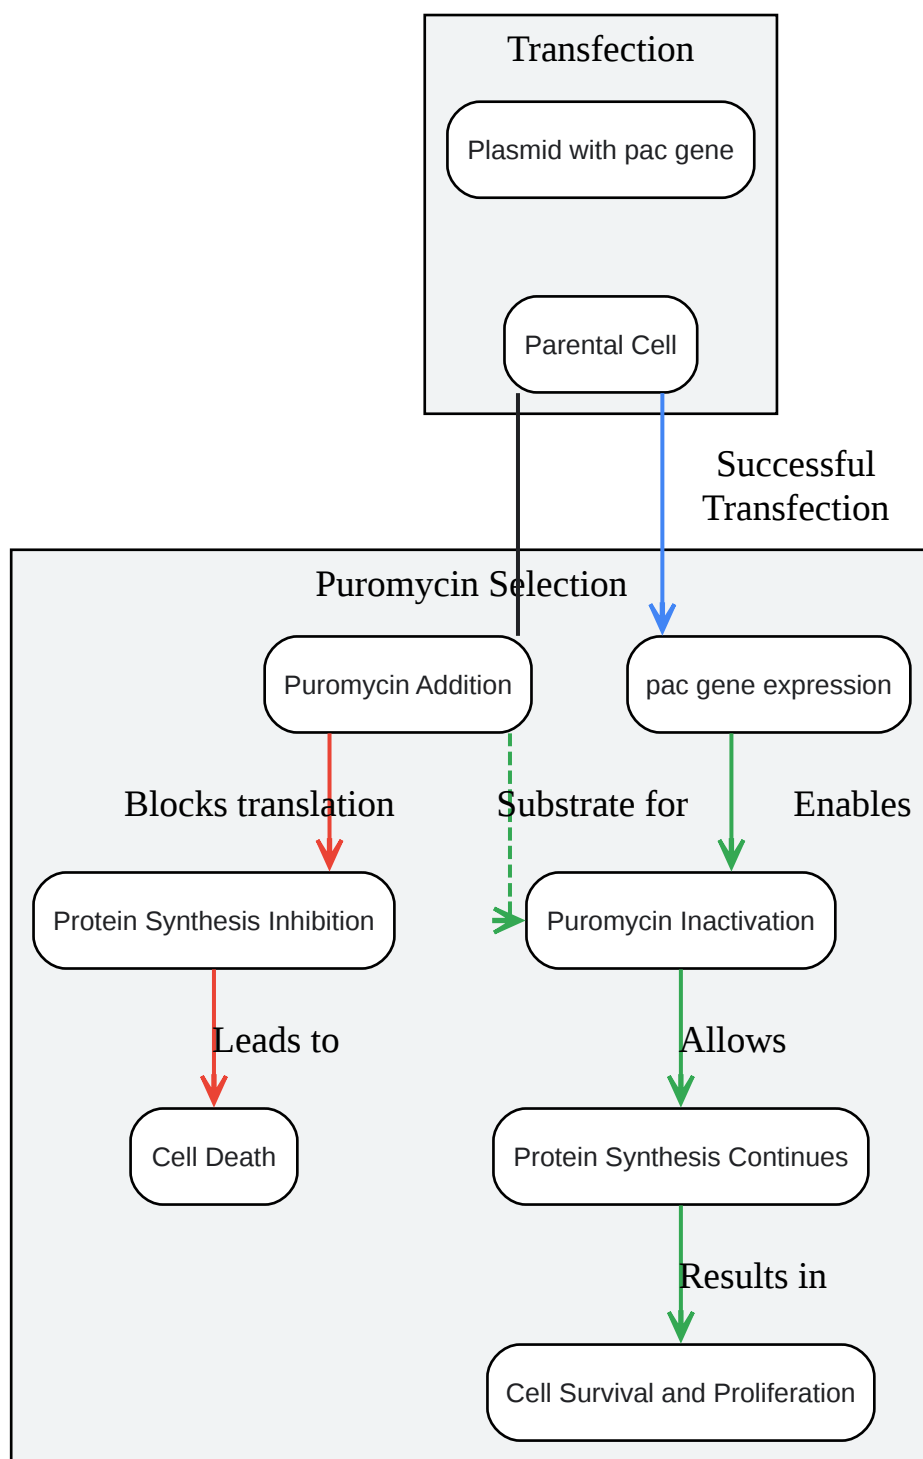 Transfection
Plasmid with pac gene
Parental Cell
Successful
Transfection
Puromycin Selection
Puromycin Addition
pac gene expression
Blocks translation
Substrate for
Enables
Protein Synthesis Inhibition
Puromycin Inactivation
Leads to
Allows
Cell Death
Protein Synthesis Continues
Results in
Cell Survival and Proliferation